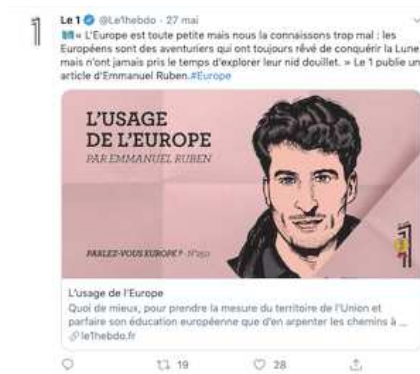 Le 1 @Le1hebdo · 27 mai
« L'Europe est toute petite mais nous la connaissons trop mal : les
Européens sont des aventuriers qui ont toujours rêvé de conquérir la Lune
mais n'ont jamais pris le temps d'explorer leur nid douillet. » Le 1 publie un
article d'Emmanuel Ruben.#Europe
L'USAGE
DE L'EUROPE
PAR EMMANUEL RUBEN
PARLEZ-VOUS EUROPE ?
L'usage de l'Europe
Quoi de mieux, pour prendre la mesure du territoire de l'Union et
parfaire son éducation européenne que d'en arpenter les chemins à ...
le1hebdo.fr
19 28